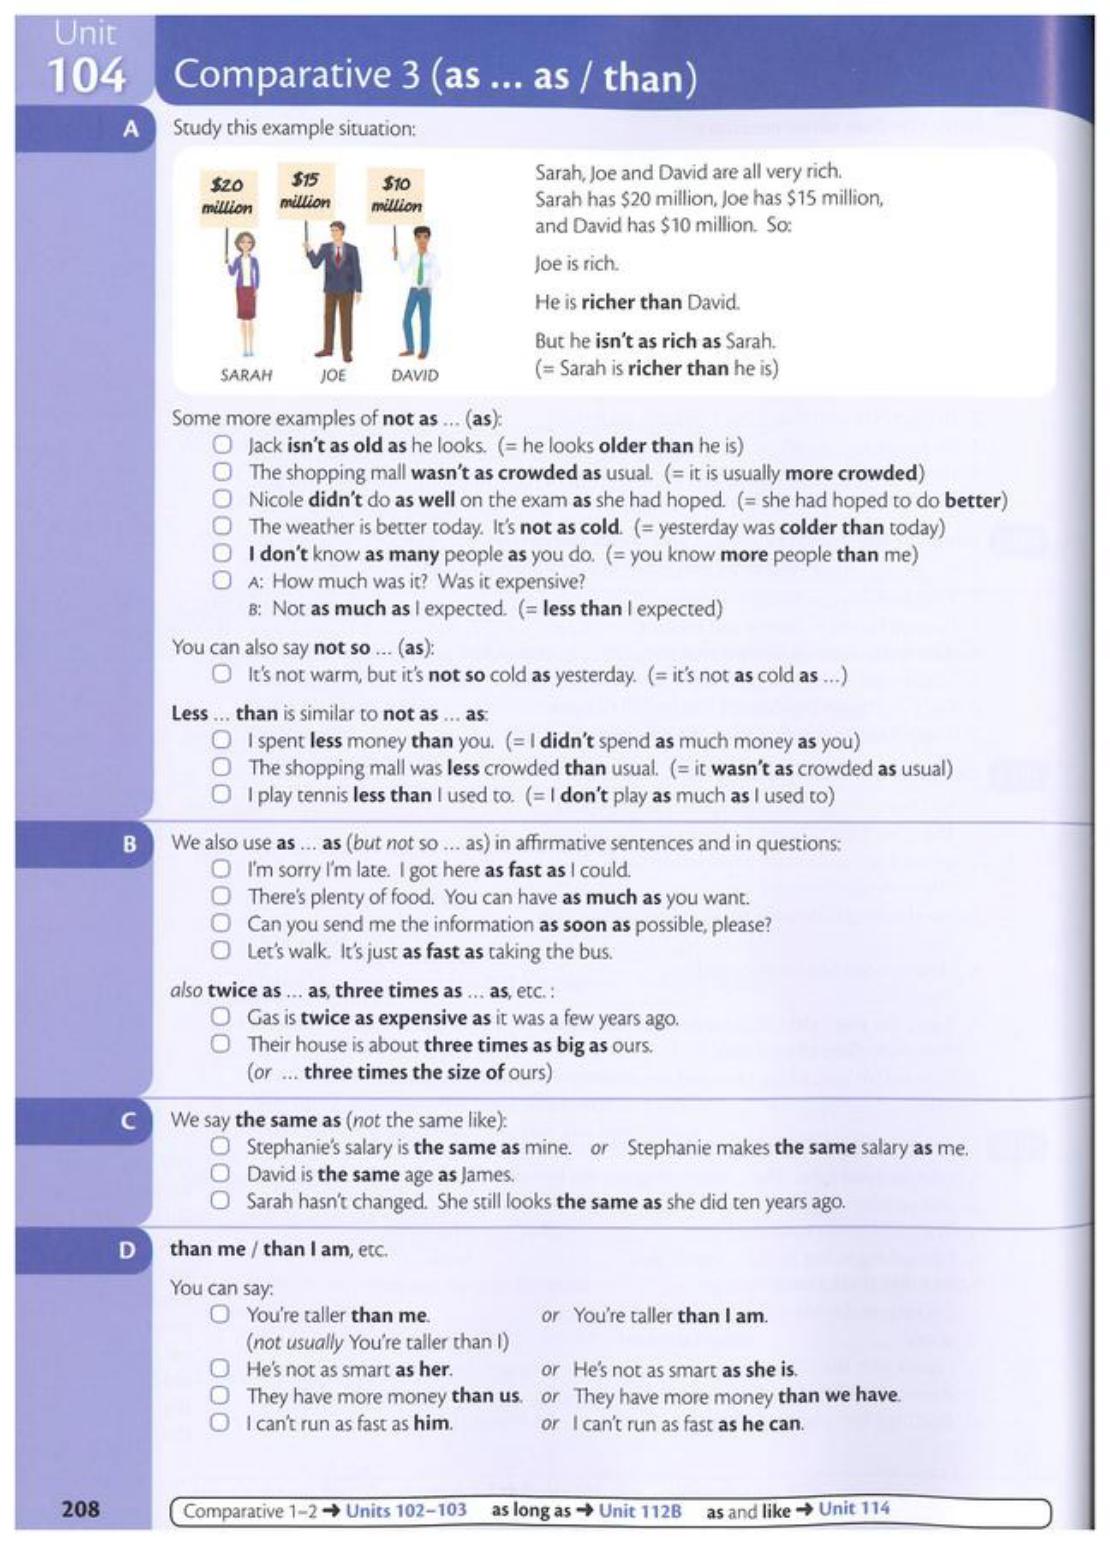 Unit
104
Comparative 3 (as ... as / than)
A
Study this example situation:
$20
million
$15
million
$10
million
SARAH
JOE
DAVID
Sarah, Joe and David are all very rich.
Sarah has $20 million, Joe has $15 million,
and David has $10 million. So:
Joe is rich.
He is richer than David.
But he isn't as rich as Sarah.
(= Sarah is richer than he is)
Some more examples of not as ... (as):
Jack isn't as old as he looks. (= he looks older than he is)
The shopping mall wasn't as crowded as usual. (= it is usually more crowded)
Nicole didn't do as well on the exam as she had hoped. (= she had hoped to do better)
The weather is better today. It's not as cold. (= yesterday was colder than today)
I don't know as many people as you do. (= you know more people than me)
A: How much was it? Was it expensive?
B: Not as much as I expected. (= less than I expected)
You can also say not so ... (as):
It's not warm, but it's not so cold as yesterday. (= it's not as cold as ...)
Less ... than is similar to not as ... as:
I spent less money than you. (= I didn't spend as much money as you)
The shopping mall was less crowded than usual. (= it wasn't as crowded as usual)
I play tennis less than I used to. (= I don't play as much as I used to)
B
We also use as ... as (but not so ... as) in affirmative sentences and in questions:
I'm sorry I'm late. I got here as fast as I could.
There's plenty of food. You can have as much as you want.
Can you send me the information as soon as possible, please?
Let's walk. It's just as fast as taking the bus.
also twice as ... as, three times as ... as, etc. :
Gas is twice as expensive as it was a few years ago.
Their house is about three times as big as ours.
(or ... three times the size of ours)
C
We say the same as (not the same like):
Stephanie's salary is the same as mine. or Stephanie makes the same salary as me.
David is the same age as James.
Sarah hasn't changed. She still looks the same as she did ten years ago.
D
than me / than I am, etc.
You can say:
You're taller than me. or You're taller than I am.
(not usually You're taller than I)
He's not as smart as her. or He's not as smart as she is.
They have more money than us. or They have more money than we have.
I can't run as fast as him. or I can't run as fast as he can.
208
Comparative 1–2 ➜ Units 102–103 as long as ➜ Unit 112B as and like ➜ Unit 114